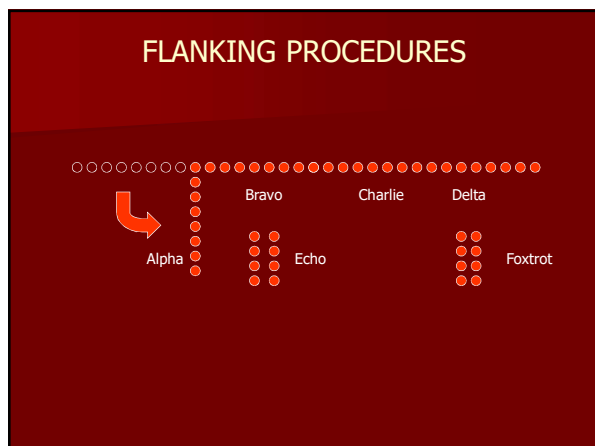 FLANKING PROCEDURES
Bravo Charlie Delta
Alpha Echo Foxtrot